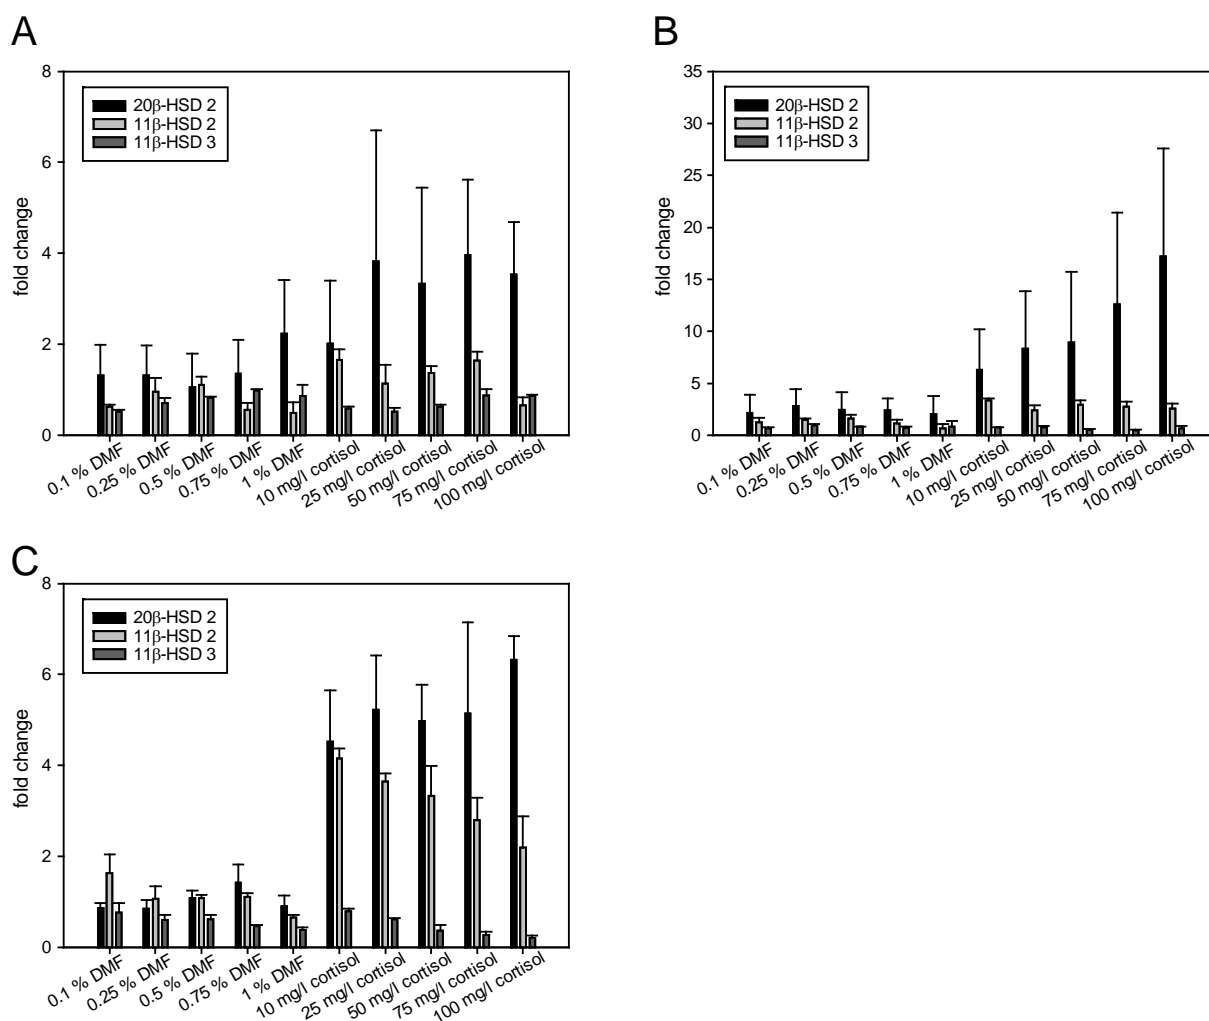 A
8
6
4
2
0
fold change
20β-HSD 2
11β-HSD 2
11β-HSD 3
0.1 % DMF
0.25 % DMF
0.5 % DMF
0.75 % DMF
1 % DMF
10 mg/l cortisol
25 mg/l cortisol
50 mg/l cortisol
75 mg/l cortisol
100 mg/l cortisol
B
35
30
25
20
15
10
5
0
fold change
20β-HSD 2
11β-HSD 2
11β-HSD 3
0.1 % DMF
0.25 % DMF
0.5 % DMF
0.75 % DMF
1 % DMF
10 mg/l cortisol
25 mg/l cortisol
50 mg/l cortisol
75 mg/l cortisol
100 mg/l cortisol
C
8
6
4
2
0
fold change
20β-HSD 2
11β-HSD 2
11β-HSD 3
0.1 % DMF
0.25 % DMF
0.5 % DMF
0.75 % DMF
1 % DMF
10 mg/l cortisol
25 mg/l cortisol
50 mg/l cortisol
75 mg/l cortisol
100 mg/l cortisol